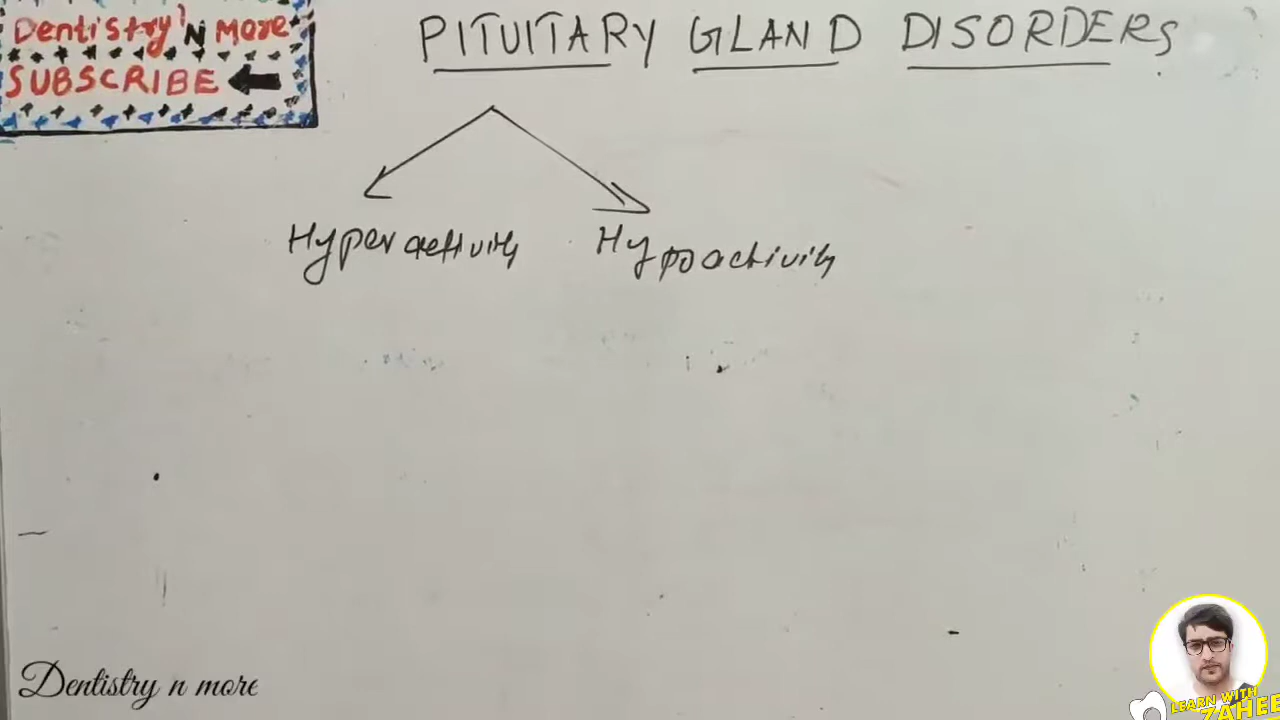 Dentistry'N More
SUBSCRIBE
PITUITARY GLAND DISORDERS
Hyperactivity
Hypoactivity
Dentistry n more
LEARN WITH
ZAHEE